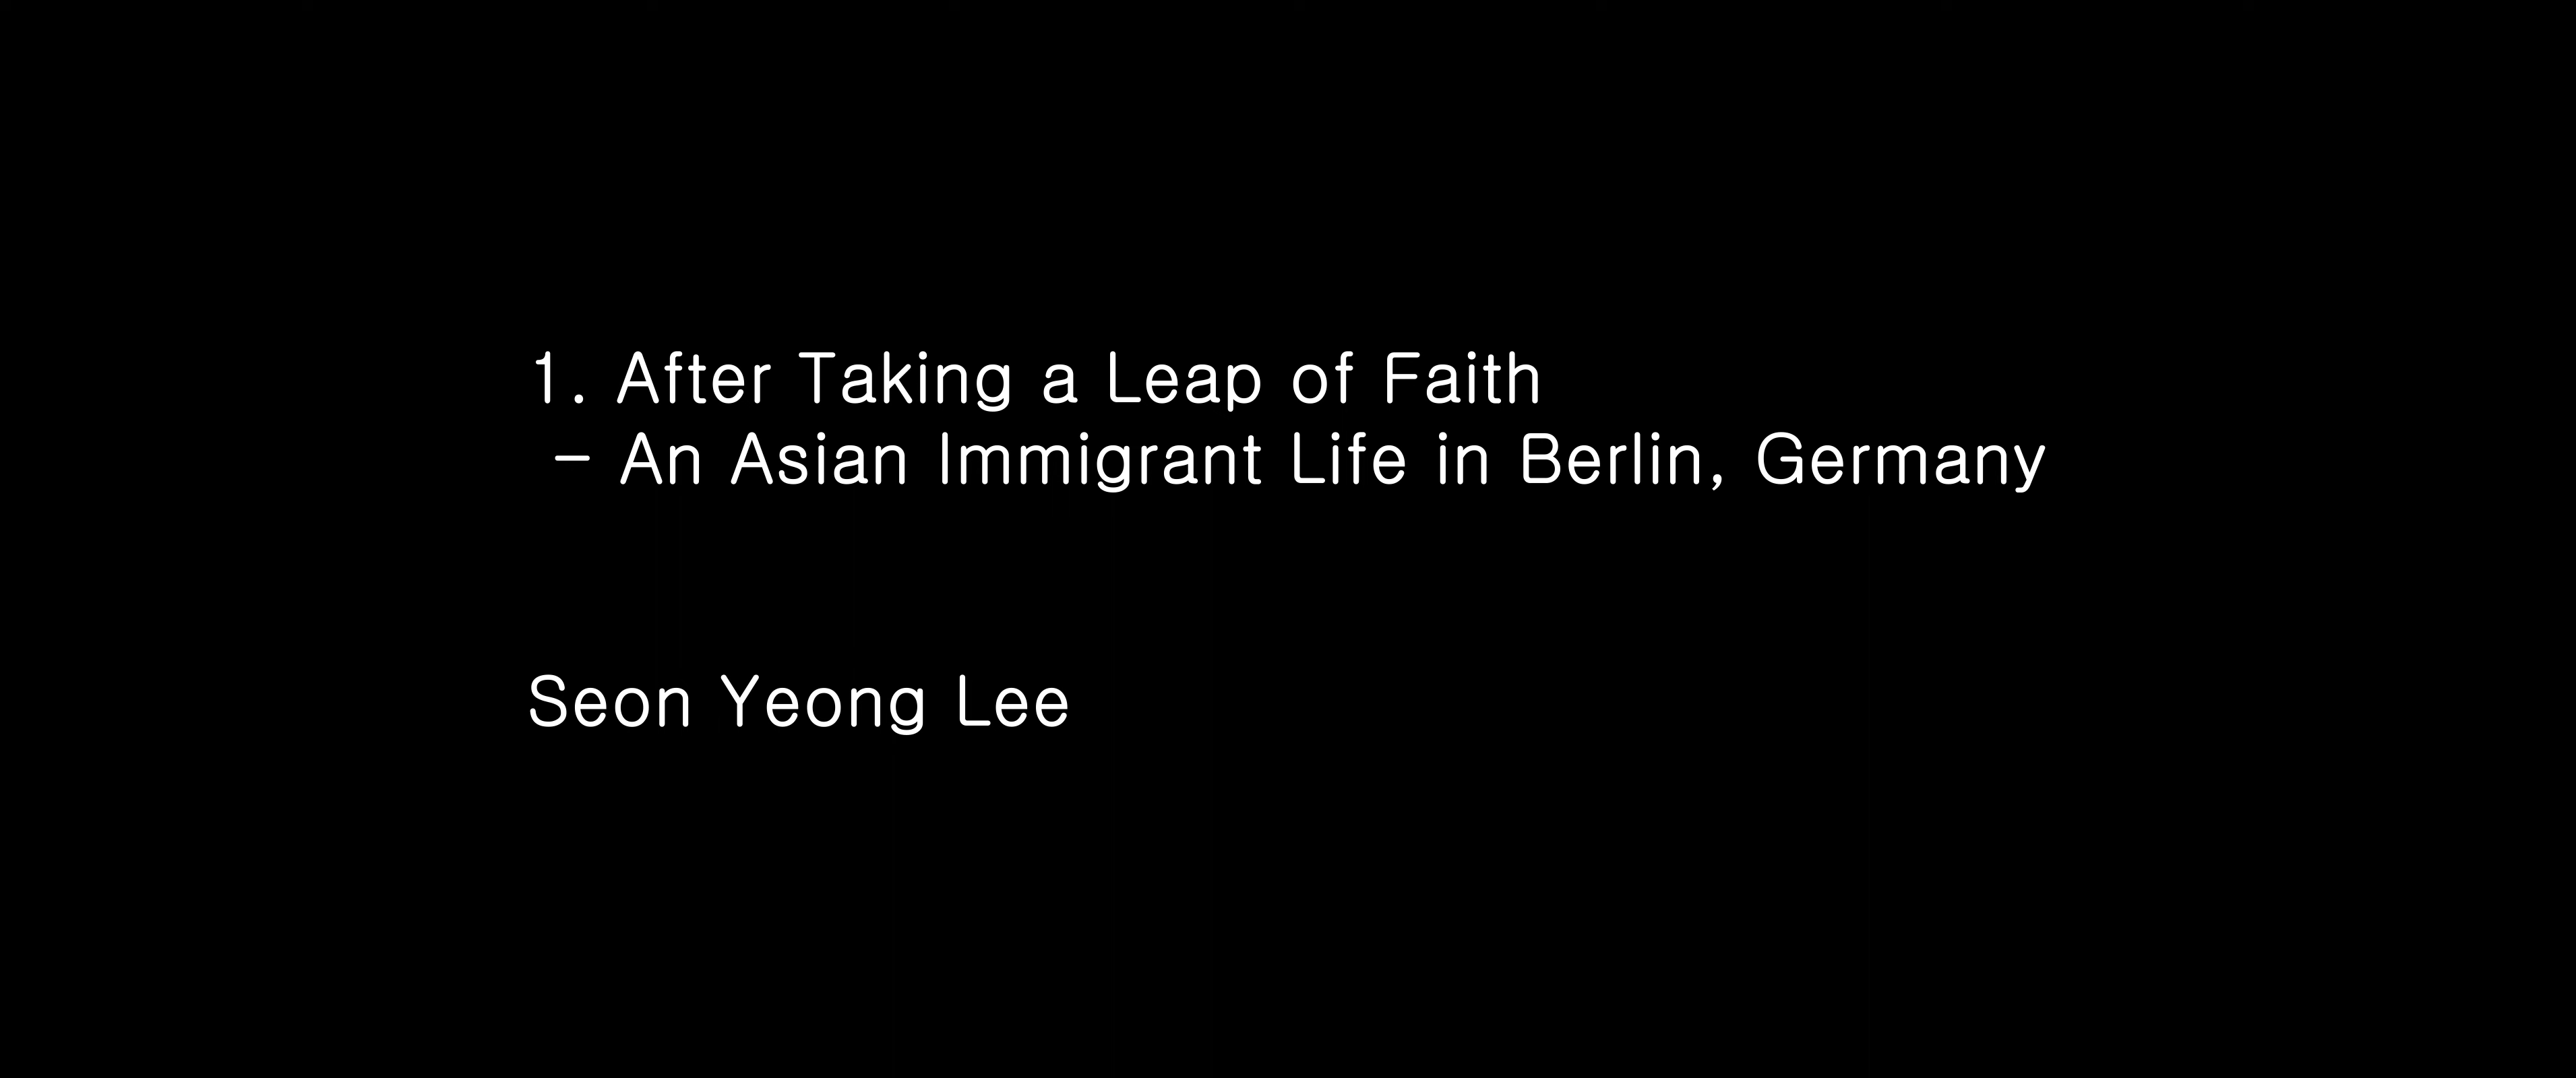 1. After Taking a Leap of Faith
- An Asian Immigrant Life in Berlin, Germany
Seon Yeong Lee